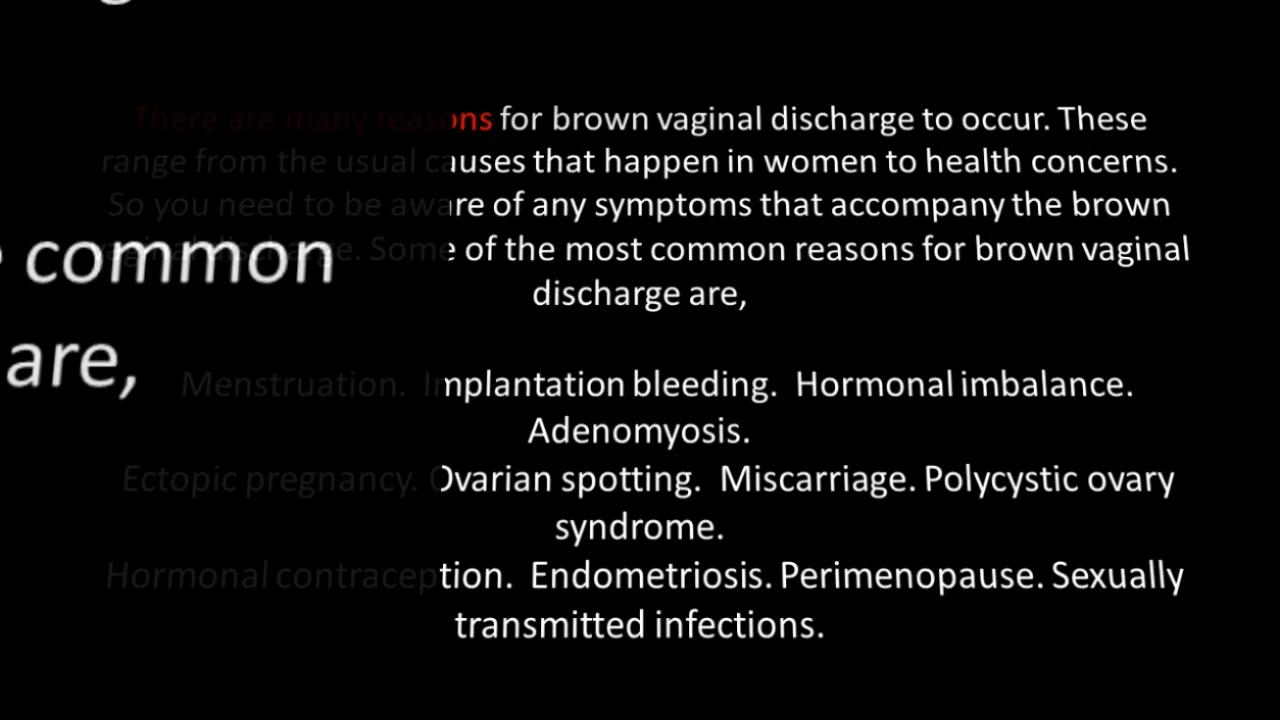 There are many reasons for brown vaginal discharge to occur. These
range from the usual causes that happen in women to health concerns.
So you need to be aware of any symptoms that accompany the brown
vaginal discharge. Some of the most common reasons for brown vaginal
discharge are,
common
are,
Menstruation. Implantation bleeding. Hormonal imbalance.
Adenomyosis.
Ectopic pregnancy. Ovarian spotting. Miscarriage. Polycystic ovary
syndrome.
Hormonal contraception. Endometriosis. Perimenopause. Sexually
transmitted infections.